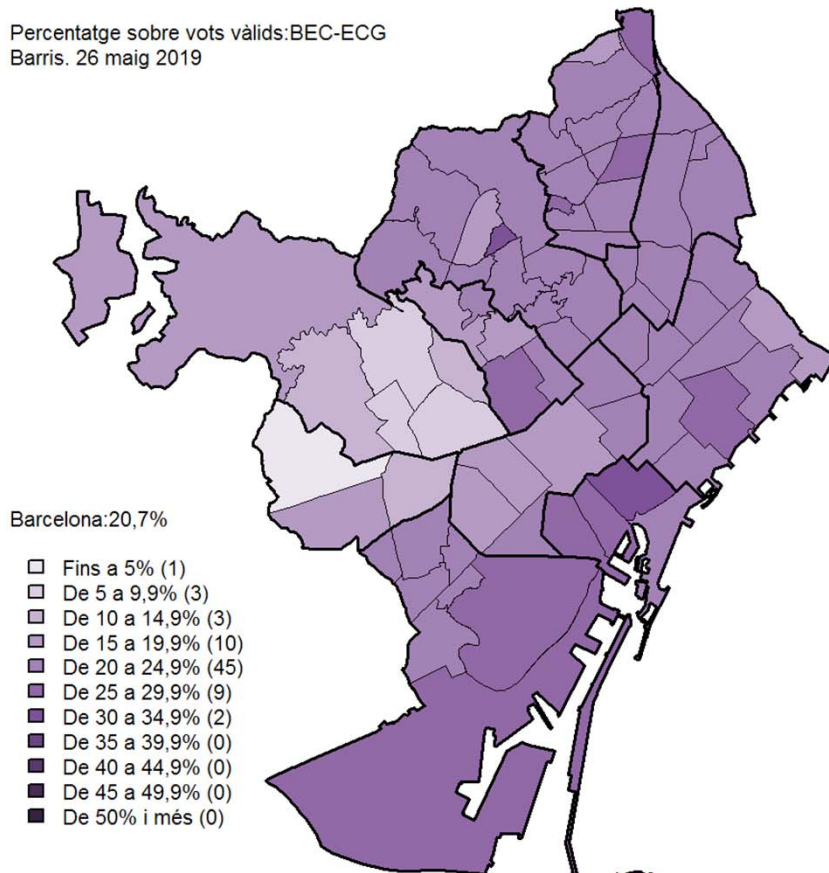 Percentatge sobre vots vàlids:BEC-ECG
Barris. 26 maig 2019
Barcelona:20,7%
Fins a 5% (1)
De 5 a 9,9% (3)
De 10 a 14,9% (3)
De 15 a 19,9% (10)
De 20 a 24,9% (45)
De 25 a 29,9% (9)
De 30 a 34,9% (2)
De 35 a 39,9% (0)
De 40 a 44,9% (0)
De 45 a 49,9% (0)
De 50% i més (0)